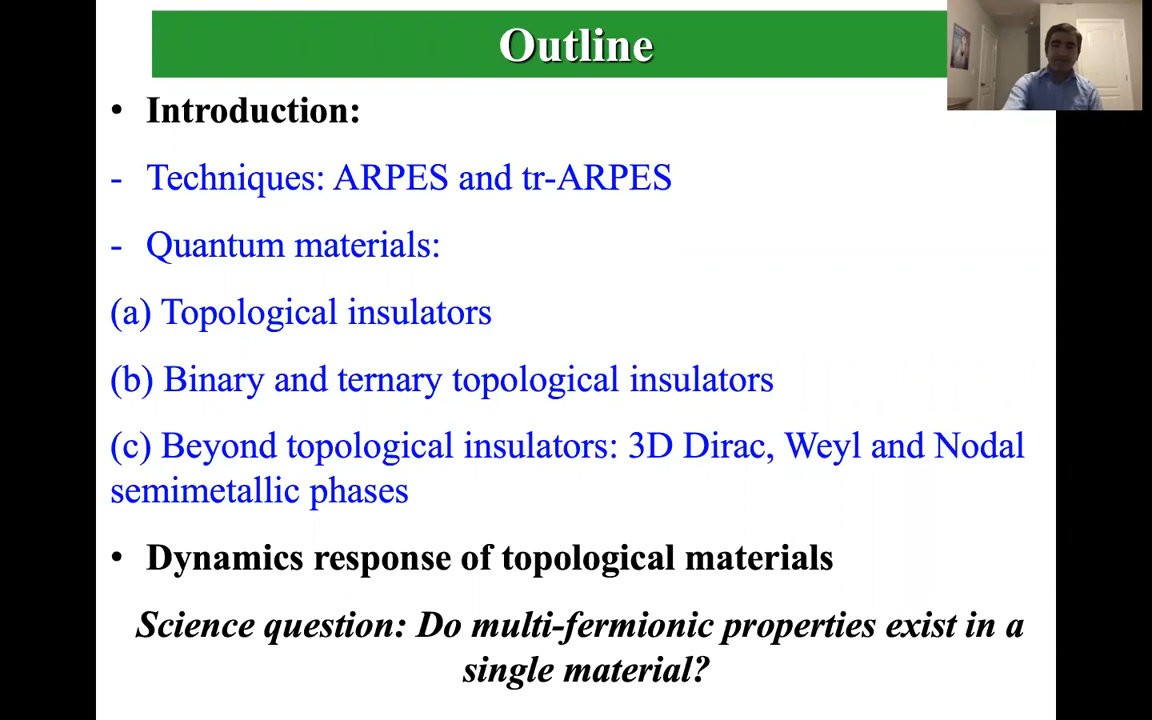 Outline
• Introduction:
- Techniques: ARPES and tr-ARPES
- Quantum materials:
(a) Topological insulators
(b) Binary and ternary topological insulators
(c) Beyond topological insulators: 3D Dirac, Weyl and Nodal
semimetallic phases
• Dynamics response of topological materials
Science question: Do multi-fermionic properties exist in a
single material?